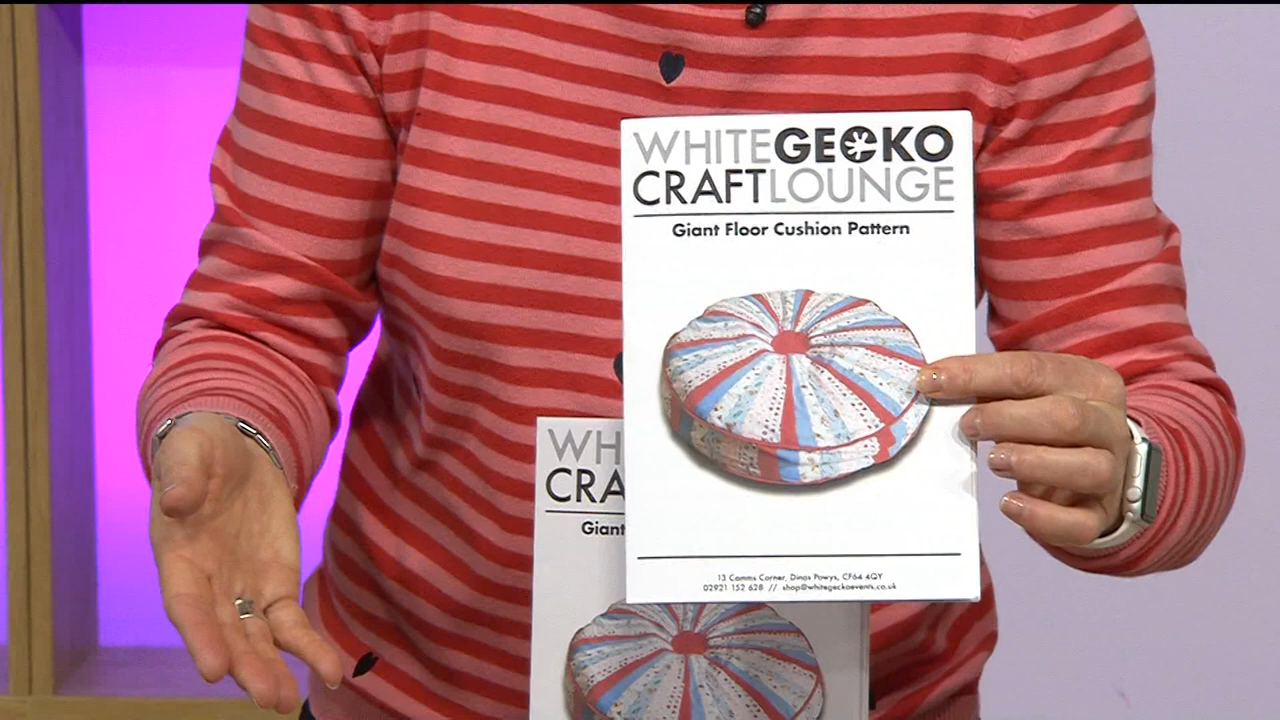 WHITEGECKO
CRAFTLOUNGE
Giant Floor Cushion Pattern
13 Camms Corner, Dinas Powys, CF64 4QY
02921 152 628 // shop@whitegeckoevents.co.uk
WH
CRA
Giant